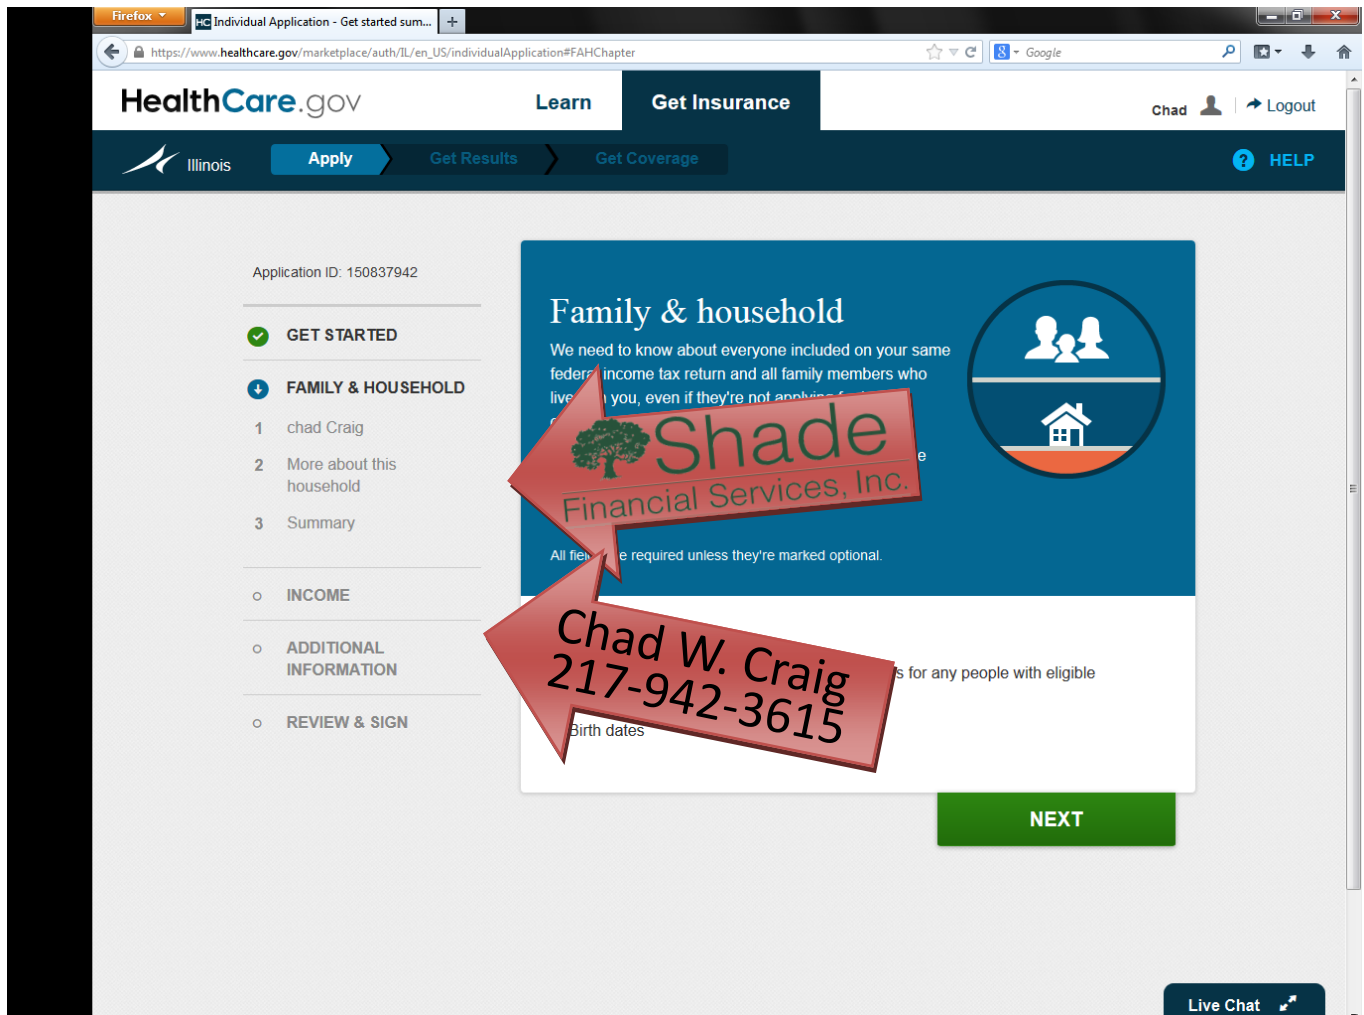 Firefox
HC Individual Application - Get started sum...
https://www.healthcare.gov/marketplace/auth/IL/en_US/individualApplication#FAHChapter
Google
HealthCare.gov
Learn
Get Insurance
Chad
Logout
Illinois
Apply
Get Results
Get Coverage
? HELP
Application ID: 150837942
GET STARTED
FAMILY & HOUSEHOLD
1 chad Craig
2 More about this
household
3 Summary
INCOME
ADDITIONAL
INFORMATION
REVIEW & SIGN
Family & household
We need to know about everyone included on your same
federal income tax return and all family members who
you, even if they're not applying
Shade
Financial Services, Inc.
All required unless they're marked optional.
Chad W. Craig
217-942-3615
for any people with eligible
Birth dates
NEXT
Live Chat